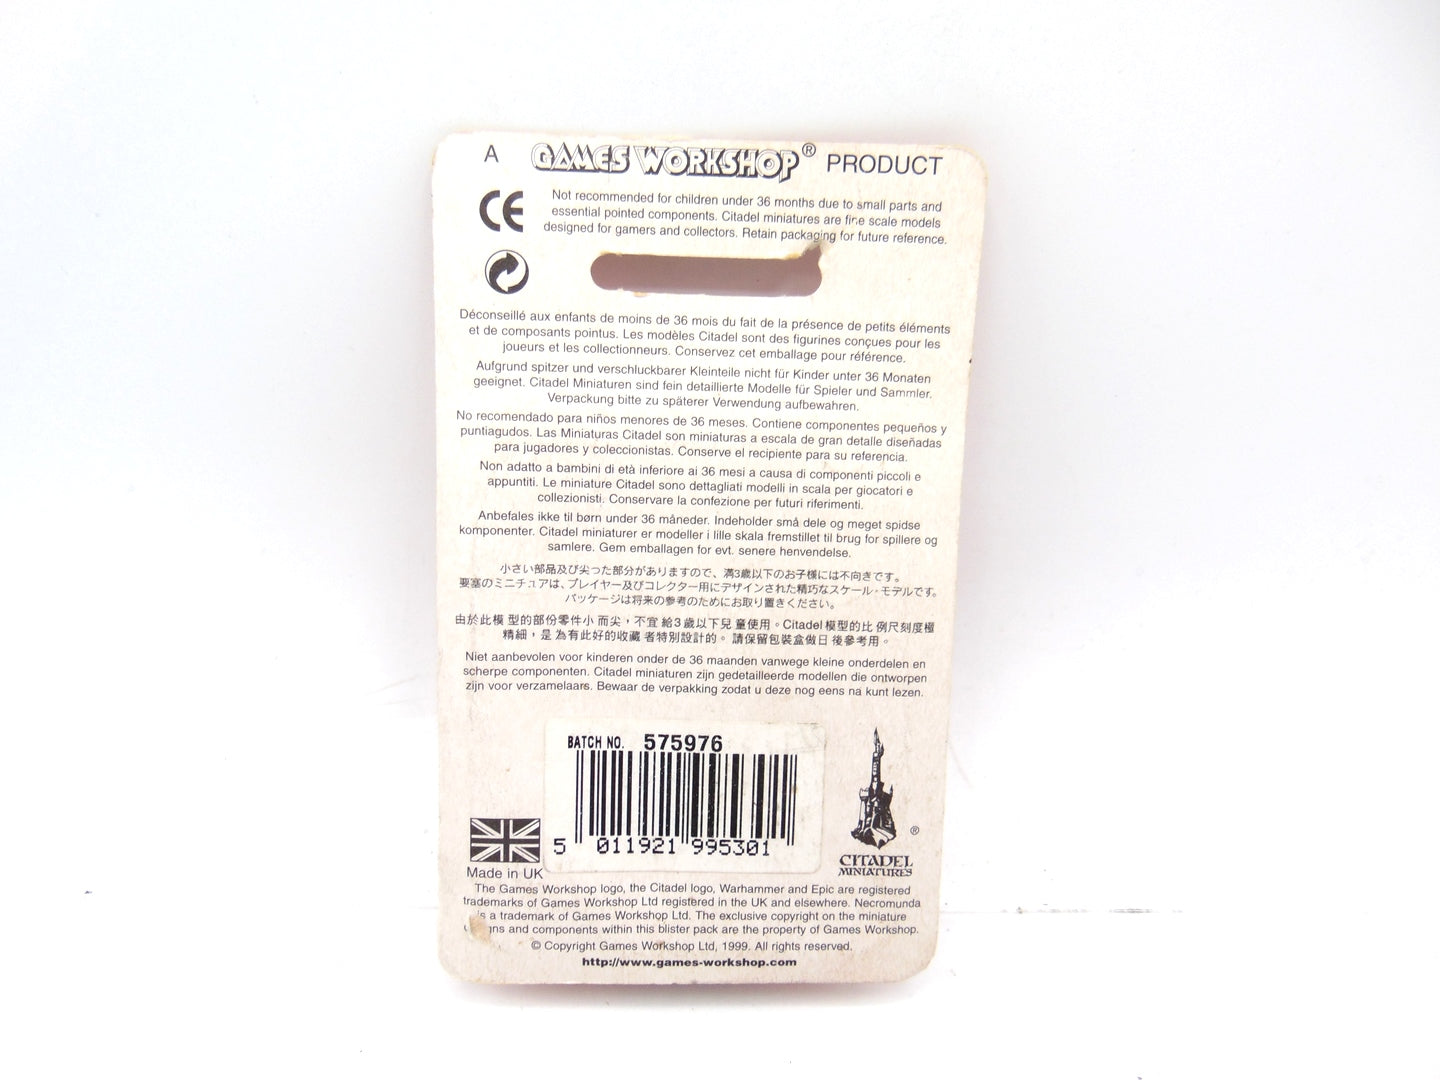 A GAMES WORKSHOP® PRODUCT
CE
Not recommended for children under 36 months due to small parts and
essential pointed components. Citadel miniatures are fine scale models
designed for gamers and collectors. Retain packaging for future reference.
Déconseillé aux enfants de moins de 36 mois du fait de la présence de petits éléments
et de composants pointus. Les modèles Citadel sont des figurines conçues pour les
joueurs et les collectionneurs. Conservez cet emballage pour référence.
Aufgrund spitzer und verschluckbarer Kleinteile nicht für Kinder unter 36 Monaten
geeignet. Citadel Miniaturen sind fein detaillierte Modelle für Spieler und Sammler.
Verpackung bitte zu späterer Verwendung aufbewahren.
No recomendado para niños menores de 36 meses. Contiene componentes pequeños y
puntiagudos. Las Miniaturas Citadel son miniaturas a escala de gran detalle diseñadas
para jugadores y coleccionistas. Conserve el recipiente para su referencia.
Non adatto a bambini di età inferiore ai 36 mesi a causa di componenti piccoli e
appuntiti. Le miniature Citadel sono dettagliati modelli in scala per giocatori e
collezionisti. Conservare la confezione per futuri riferimenti.
Anbefales ikke til børn under 36 måneder. Indeholder små dele og meget spidse
komponenter. Citadel miniaturer er modeller i lille skala fremstillet til brug for spillere og
samlere. Gem emballagen for evt. senere henvendelse.
小さい部品及び尖った部分がありますので、満3歳以下のお子様には不向きです。
要塞のミニチュアは、プレイヤー及びコレクター用にデザインされた精巧なスケール・モデルです。
パッケージは将来の参考のためにお取り置きください。
由於此模 型的部份零件小 而尖，不宜 給3歲以下兒 童使用。Citadel 模型的比 例尺刻度極
精細，是 為有此好的收藏 者特別設計的。 請保留包裝盒做日 後參考用。
Niet aanbevolen voor kinderen onder de 36 maanden vanwege kleine onderdelen en
scherpe componenten. Citadel miniaturen zijn gedetailleerde modellen die ontworpen
zijn voor verzamelaars. Bewaar de verpakking zodat u deze nog eens na kunt lezen.
BATCH NO. 575976
5 011921 995301
Made in UK
®
CITADEL
MINIATURES
The Games Workshop logo, the Citadel logo, Warhammer and Epic are registered
trademarks of Games Workshop Ltd registered in the UK and elsewhere. Necromunda
is a trademark of Games Workshop Ltd. The exclusive copyright on the miniature
and components within this blister pack are the property of Games Workshop.
© Copyright Games Workshop Ltd, 1999. All rights reserved.
http://www.games-workshop.com